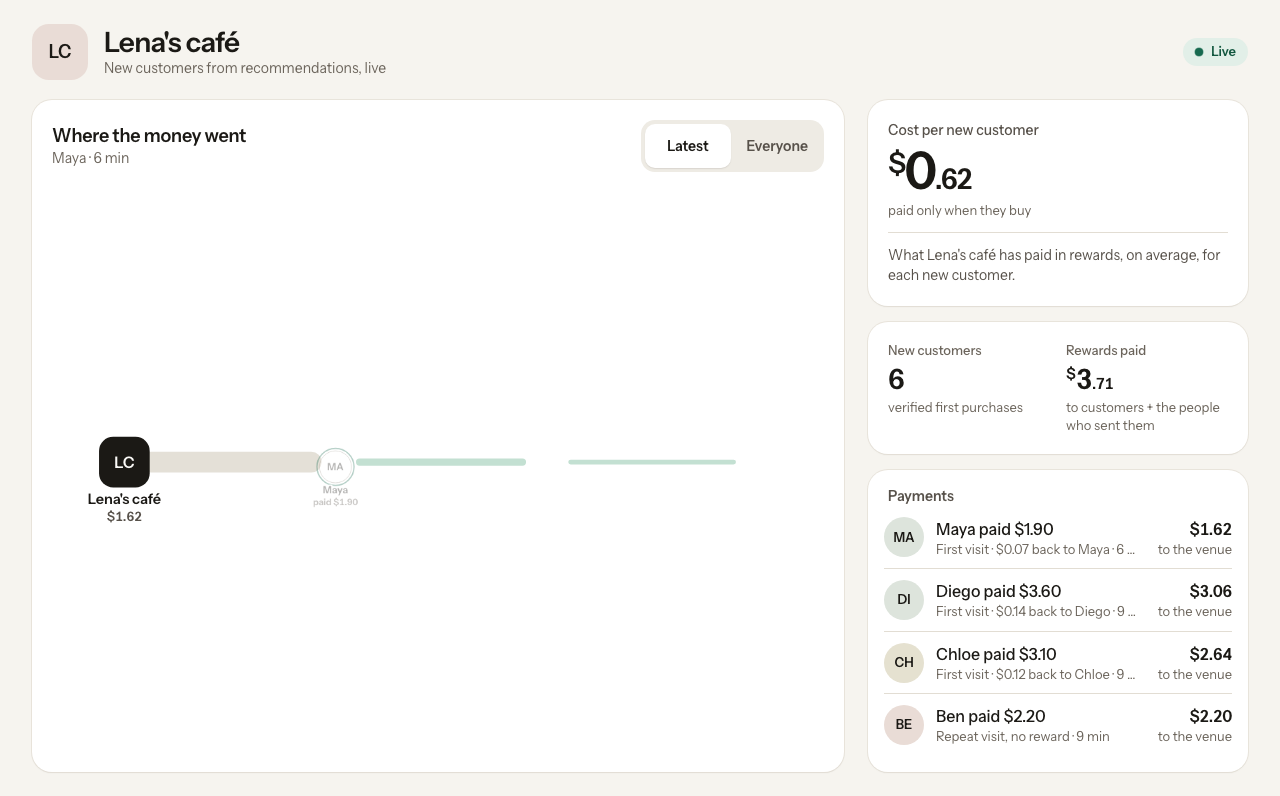 LC
Lena's café
New customers from recommendations, live
Live
Where the money went
Maya · 6 min
Latest
Everyone
LC
Lena's café
$1.62
MA
Maya
paid $1.90
Cost per new customer
$0.62
paid only when they buy
What Lena's café has paid in rewards, on average, for
each new customer.
New customers
6
verified first purchases
Rewards paid
$3.71
to customers + the people
who sent them
Payments
MA
Maya paid $1.90
$1.62
First visit · $0.07 back to Maya · 6 ...
to the venue
DI
Diego paid $3.60
$3.06
First visit · $0.14 back to Diego · 9 ...
to the venue
CH
Chloe paid $3.10
$2.64
First visit · $0.12 back to Chloe · 9 ...
to the venue
BE
Ben paid $2.20
$2.20
Repeat visit, no reward · 9 min
to the venue